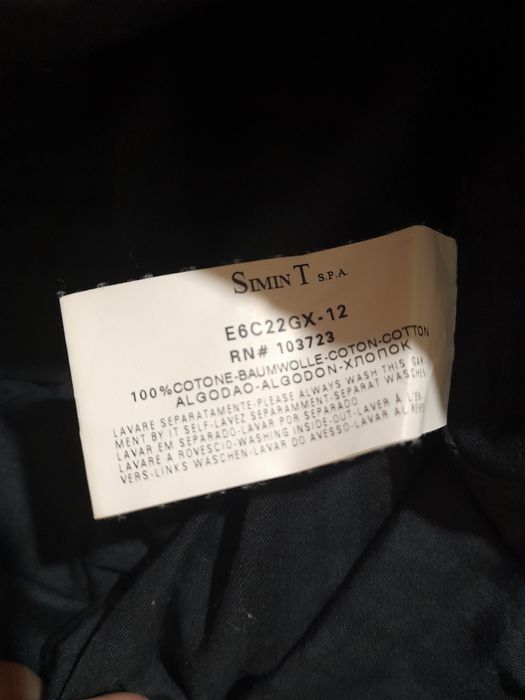 SIMIN T S.P.A.
E6C22GX-12
RN# 103723
100%COTONE-BAUMWOLLE-COTON-COTTON
ALGODAO-ALGODON-ХЛОПОК
LAVARE SEPARATAMENTE-PLEASE ALWAYS WASH THIS GAR
MENT BY IT SELF-LAVEZ SEPARAMMENT-SEPARAT WASCHEN
LAVAR EM SEPARADO-LAVAR POR SEPARADO
LAVARE A ROVESCIO-WASHING INSIDE-OUT-LAVER A L'EN
VERS-LINKS WASCHEN-LAVAR DO AVESSO-LAVAR AL REVES